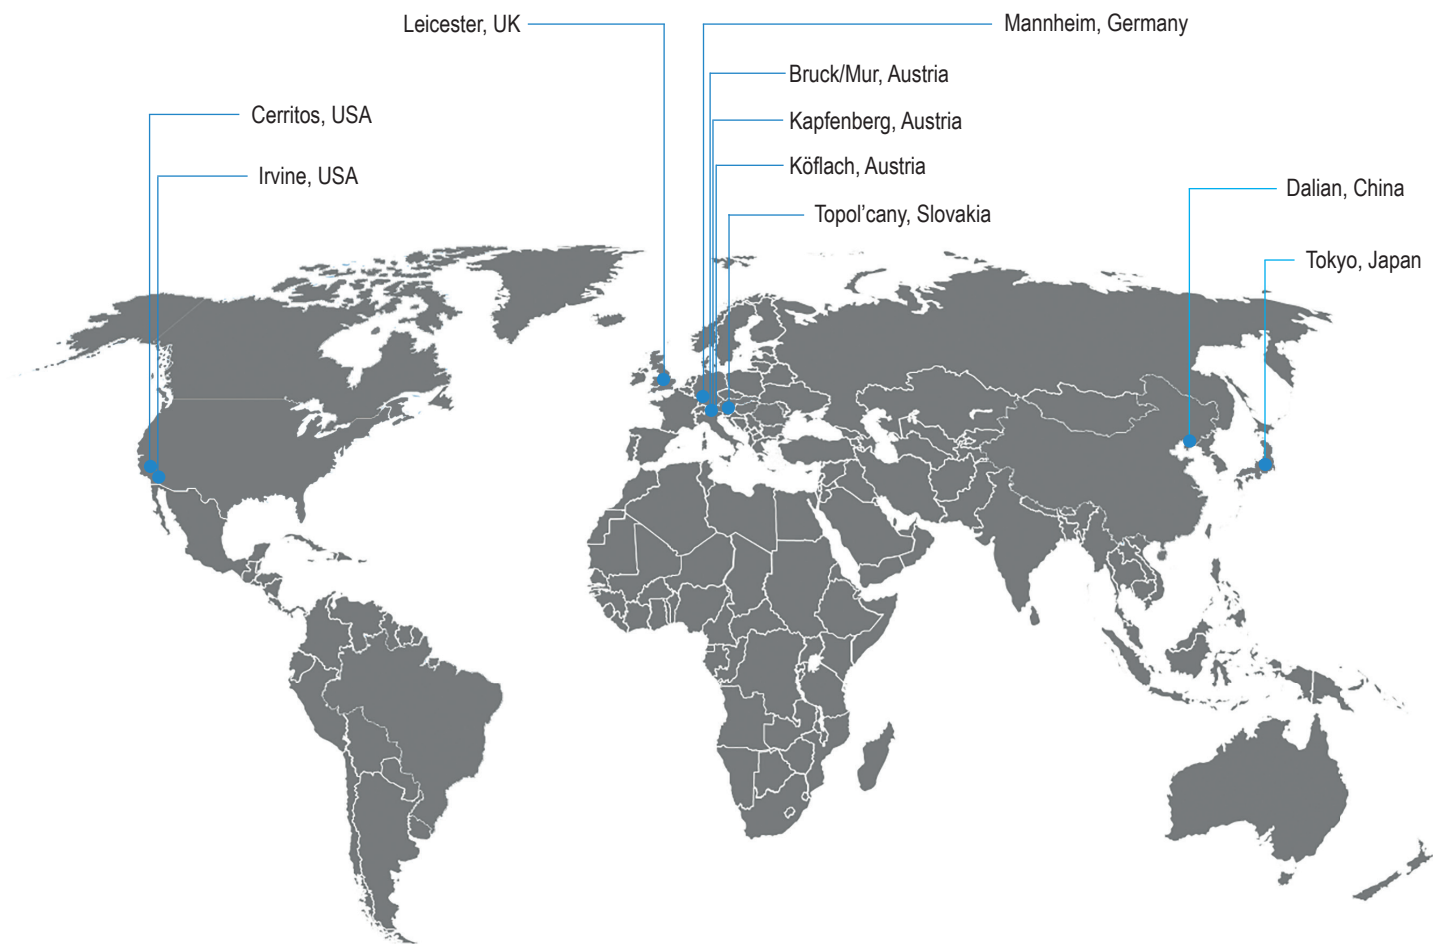 Leicester, UK
Mannheim, Germany
Bruck/Mur, Austria
Cerritos, USA
Kapfenberg, Austria
Köflach, Austria
Irvine, USA
Dalian, China
Topol’cany, Slovakia
Tokyo, Japan